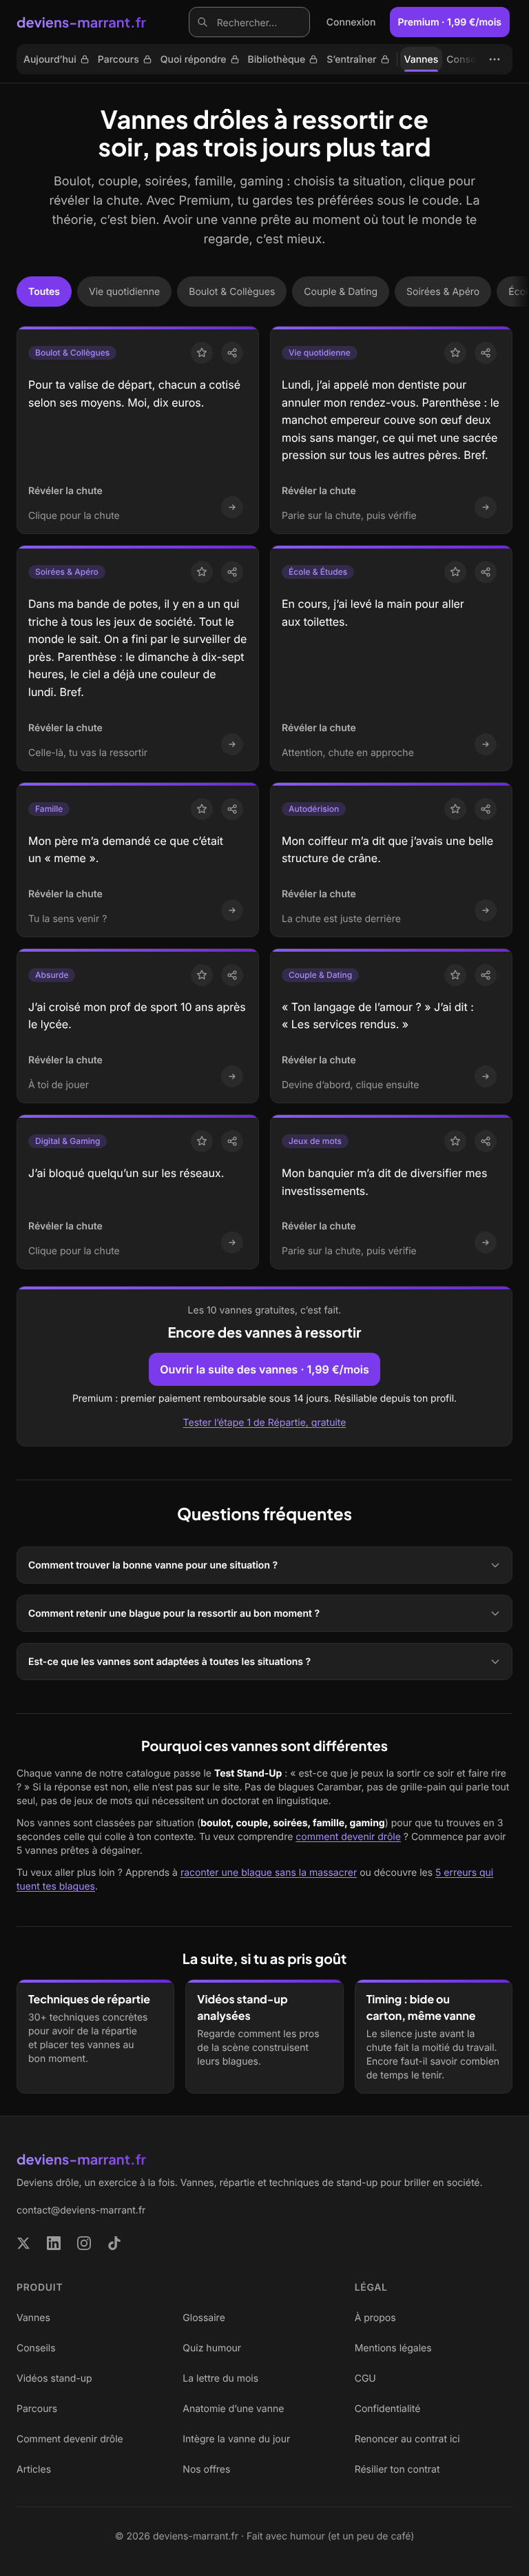 deviens-marrant.fr
Rechercher...
Connexion
Premium · 1,99 €/mois
Aujourd’hui
Parcours
Quoi répondre
Bibliothèque
S’entraîner
Vannes
Vannes drôles à ressortir ce
soir, pas trois jours plus tard
Boulot, couple, soirées, famille, gaming : choisis ta situation, clique pour
révéler la chute. Avec Premium, tu gardes tes préférées sous le coude. La
théorie, c’est bien. Avoir une vanne prête au moment où tout le monde te
regarde, c’est mieux.
Toutes
Vie quotidienne
Boulot & Collègues
Couple & Dating
Soirées & Apéro
Boulot & Collègues
Pour ta valise de départ, chacun a cotisé
selon ses moyens. Moi, dix euros.
Révéler la chute
Clique pour la chute
Vie quotidienne
Lundi, j’ai appelé mon dentiste pour
annuler mon rendez-vous. Parenthèse : le
manchot empereur couve son œuf deux
mois sans manger, ce qui met une sacrée
pression sur tous les autres pères. Bref.
Révéler la chute
Parie sur la chute, puis vérifie
Soirées & Apéro
Dans ma bande de potes, il y en a un qui
triche à tous les jeux de société. Tout le
monde le sait. On a fini par le surveiller de
près. Parenthèse : le dimanche à dix-sept
heures, le ciel a déjà une couleur de
lundi. Bref.
Révéler la chute
Celle-là, tu vas la ressortir
École & Études
En cours, j’ai levé la main pour aller
aux toilettes.
Révéler la chute
Attention, chute en approche
Famille
Mon père m’a demandé ce que c’était
un « meme ».
Révéler la chute
Tu la sens venir ?
Autodérision
Mon coiffeur m’a dit que j’avais une belle
structure de crâne.
Révéler la chute
La chute est juste derrière
Absurde
J’ai croisé mon prof de sport 10 ans après
le lycée.
Révéler la chute
À toi de jouer
Couple & Dating
« Ton langage de l’amour ? » J’ai dit :
« Les services rendus. »
Révéler la chute
Devine d’abord, clique ensuite
Digital & Gaming
J’ai bloqué quelqu’un sur les réseaux.
Révéler la chute
Clique pour la chute
Jeux de mots
Mon banquier m’a dit de diversifier mes
investissements.
Révéler la chute
Parie sur la chute, puis vérifie
Les 10 vannes gratuites, c’est fait.
Encore des vannes à ressortir
Ouvrir la suite des vannes · 1,99 €/mois
Premium : premier paiement remboursable sous 14 jours. Résiliable depuis ton profil.
Tester l’étape 1 de Répartie, gratuite
Questions fréquentes
Comment trouver la bonne vanne pour une situation ?
Comment retenir une blague pour la ressortir au bon moment ?
Est-ce que les vannes sont adaptées à toutes les situations ?
Pourquoi ces vannes sont différentes
Chaque vanne de notre catalogue passe le Test Stand-Up : « est-ce que je peux la sortir ce soir et faire rire
? » Si la réponse est non, elle n’est pas sur le site. Pas de blagues Carambar, pas de grille-pain qui parle tout
seul, pas de jeux de mots qui nécessitent un doctorat en linguistique.
Nos vannes sont classées par situation (boulot, couple, soirées, famille, gaming) pour que tu trouves en 3
secondes celle qui colle à ton contexte. Tu veux comprendre comment devenir drôle ? Commence par avoir
5 vannes prêtes à dégainer.
Tu veux aller plus loin ? Apprends à raconter une blague sans la massacrer ou découvre les 5 erreurs qui
tuent tes blagues.
La suite, si tu as pris goût
Techniques de répartie
30+ techniques concrètes
pour avoir de la répartie
et placer tes vannes au
bon moment.
Vidéos stand-up
analysées
Regarde comment les pros
de la scène construisent
leurs blagues.
Timing : bide ou
carton, même vanne
Le silence juste avant la
chute fait la moitié du travail.
Encore faut-il savoir combien
de temps le tenir.
deviens-marrant.fr
Deviens drôle, un exercice à la fois. Vannes, répartie et techniques de stand-up pour briller en société.
contact@deviens-marrant.fr
PRODUIT
LÉGAL
Vannes
Glossaire
À propos
Conseils
Quiz humour
Mentions légales
Vidéos stand-up
La lettre du mois
CGU
Parcours
Anatomie d’une vanne
Confidentialité
Comment devenir drôle
Intègre la vanne du jour
Renoncer au contrat ici
Articles
Nos offres
Résilier ton contrat
© 2026 deviens-marrant.fr · Fait avec humour (et un peu de café)